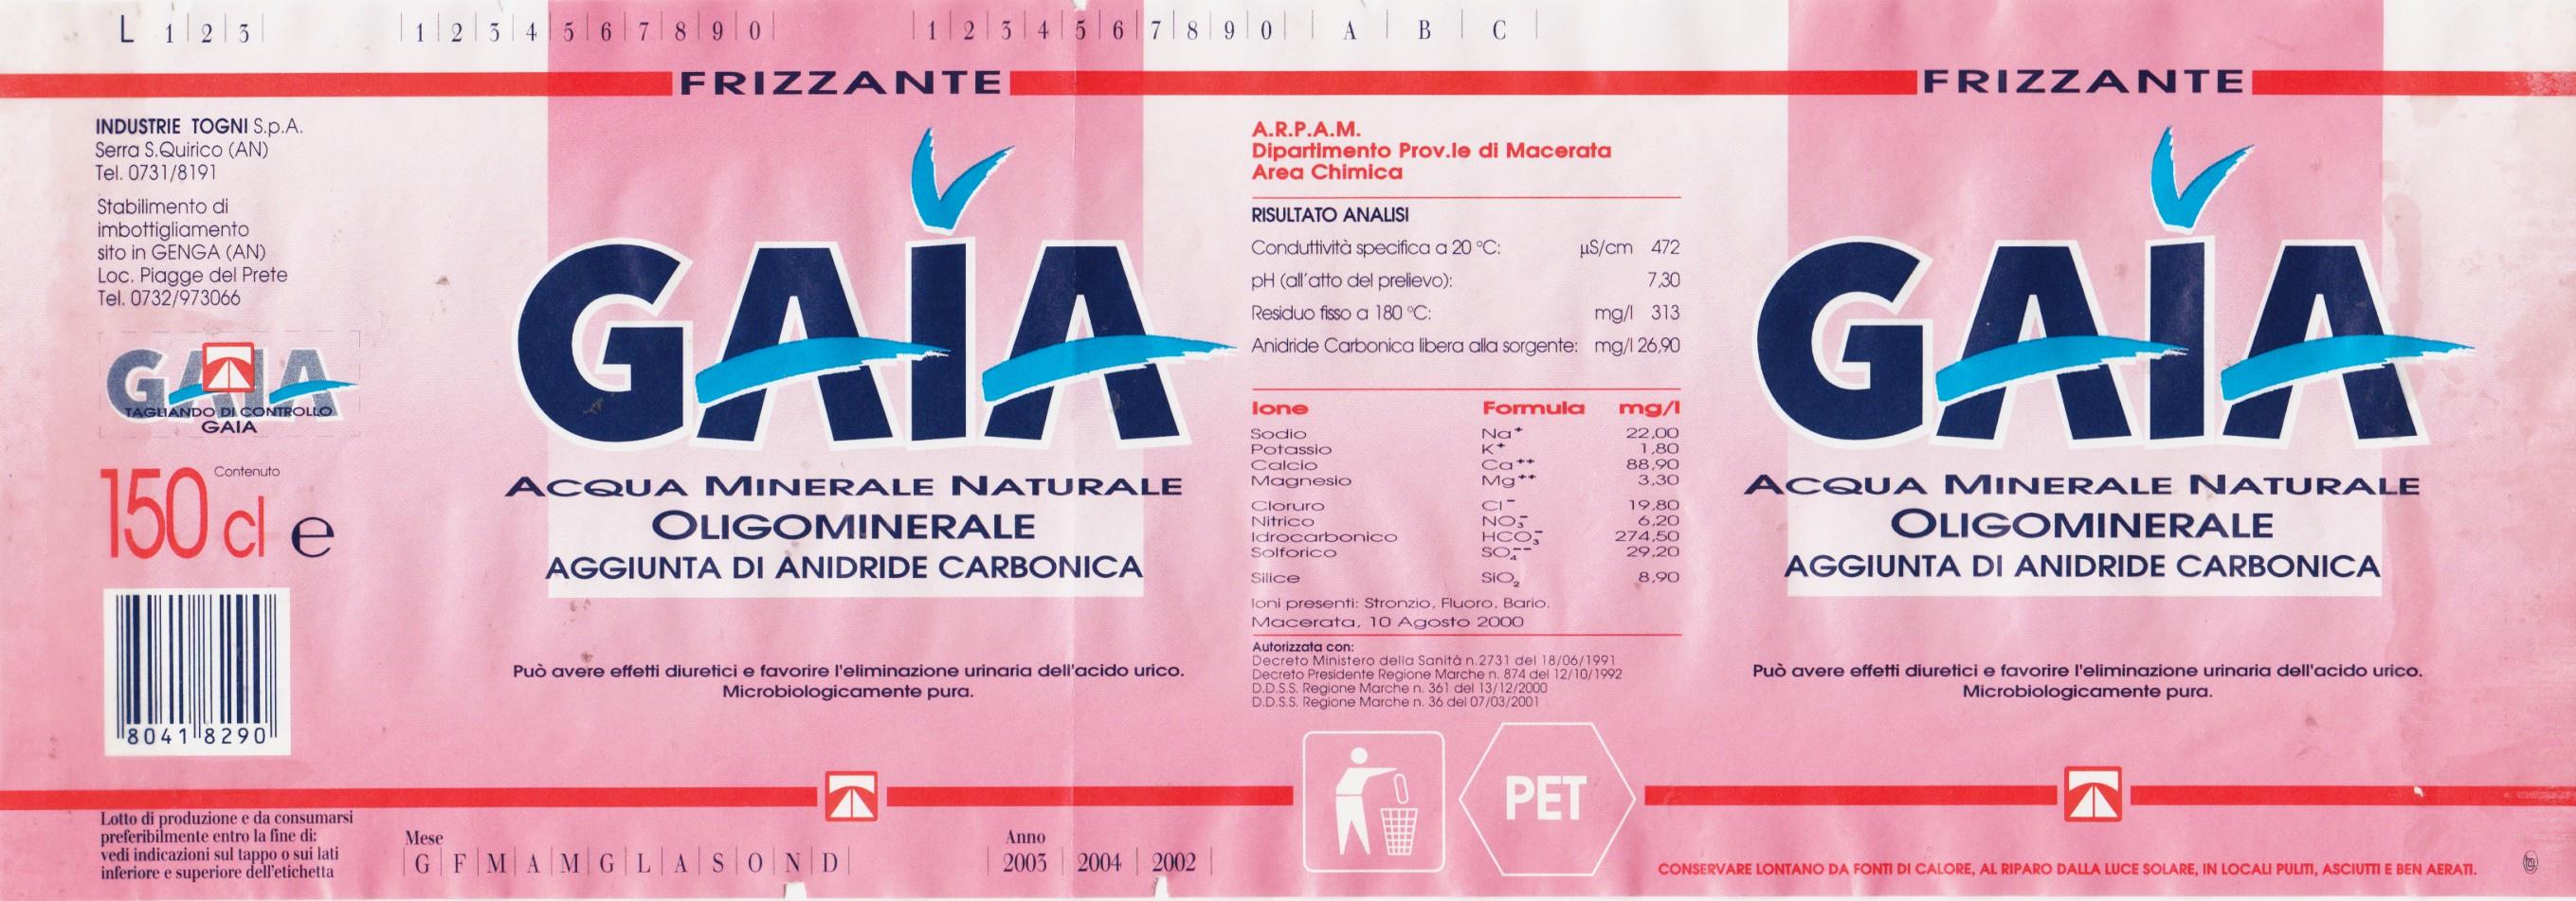 L 1 2 3
1 2 3 4 5 6 7 8 9 0
1 2 3 4 5 6 7 8 9 0 A B C
FRIZZANTE
INDUSTRIE TOGNI S.p.A.
Serra S.Quirico (AN)
Tel. 0731/8191
Stabilimento di
imbottigliamento
sito in GENGA (AN)
Loc. Piagge del Prete
Tel. 0732/973066
GAIA
TAGLIANDO DI CONTROLLO
GAIA
Contenuto
150 cl e
8041 8290
Lotto di produzione e da consumarsi
preferibilmente entro la fine di:
vedi indicazioni sul tappo o sui lati
inferiore e superiore dell'etichetta
GAÌA
ACQUA MINERALE NATURALE
OLIGOMINERALE
AGGIUNTA DI ANIDRIDE CARBONICA
Può avere effetti diuretici e favorire l'eliminazione urinaria dell'acido urico.
Microbiologicamente pura.
Mese
G F M A M G L A S O N D
Anno
2003 2004 2002
A.R.P.A.M.
Dipartimento Prov.le di Macerata
Area Chimica
RISULTATO ANALISI
Conduttività specifica a 20 °C: µS/cm 472
pH (all'atto del prelievo): 7,30
Residuo fisso a 180 °C: mg/l 313
Anidride Carbonica libera alla sorgente: mg/l 26,90
Ione Formula mg/l
Sodio Na⁺ 22,00
Potassio K⁺ 1,80
Calcio Ca⁺⁺ 88,90
Magnesio Mg⁺⁺ 3,30
Cloruro Cl⁻ 19,80
Nitrico NO₃⁻ 6,20
Idrocarbonico HCO₃⁻ 274,50
Solforico SO₄⁻⁻ 29,20
Silice SiO₂ 8,90
Ioni presenti: Stronzio, Fluoro, Bario.
Macerata, 10 Agosto 2000
Autorizzata con:
Decreto Ministero della Sanità n.2731 del 18/06/1991
Decreto Presidente Regione Marche n. 874 del 12/10/1992
D.D.S.S. Regione Marche n. 361 del 13/12/2000
D.D.S.S. Regione Marche n. 36 del 07/03/2001
PET
FRIZZANTE
GAÌA
ACQUA MINERALE NATURALE
OLIGOMINERALE
AGGIUNTA DI ANIDRIDE CARBONICA
Può avere effetti diuretici e favorire l'eliminazione urinaria dell'acido urico.
Microbiologicamente pura.
CONSERVARE LONTANO DA FONTI DI CALORE, AL RIPARO DALLA LUCE SOLARE, IN LOCALI PULITI, ASCIUTTI E BEN AERATI.